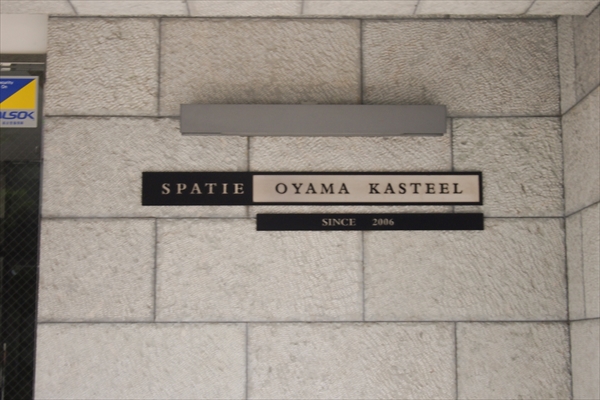 ALSOK
SPATIE OYAMA KASTEEL
SINCE 2006